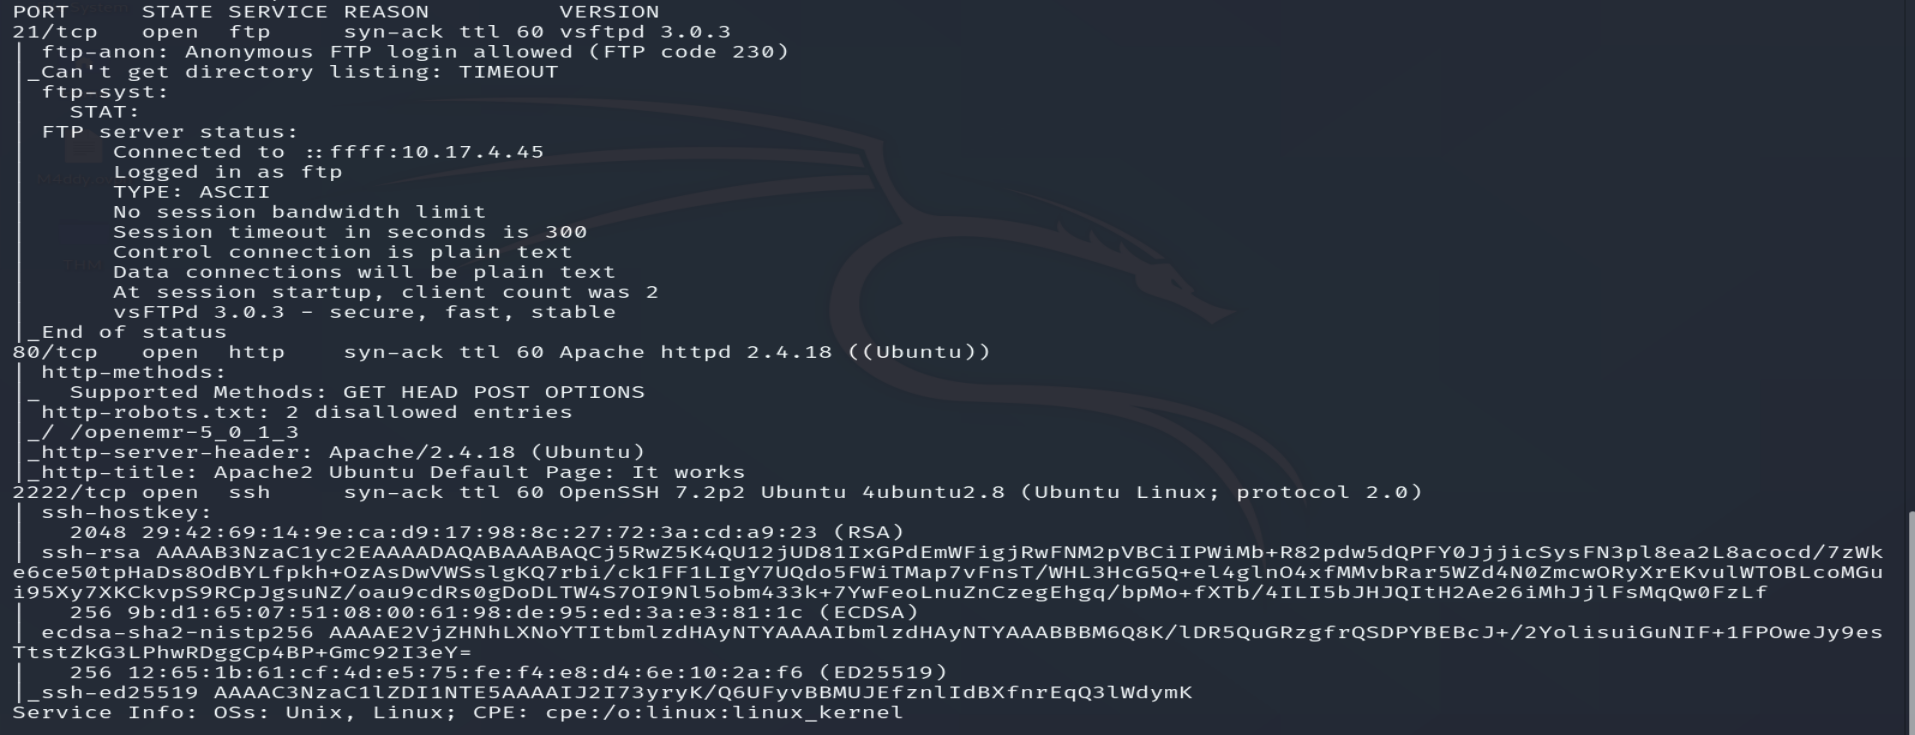 PORT     STATE SERVICE REASON         VERSION
21/tcp   open  ftp     syn-ack ttl 60 vsftpd 3.0.3
| ftp-anon: Anonymous FTP login allowed (FTP code 230)
|_Can't get directory listing: TIMEOUT
| ftp-syst:
|   STAT:
| FTP server status:
|      Connected to ::ffff:10.17.4.45
|      Logged in as ftp
|      TYPE: ASCII
|      No session bandwidth limit
|      Session timeout in seconds is 300
|      Control connection is plain text
|      Data connections will be plain text
|      At session startup, client count was 2
|      vsFTPd 3.0.3 - secure, fast, stable
|_End of status
80/tcp   open  http    syn-ack ttl 60 Apache httpd 2.4.18 ((Ubuntu))
| http-methods:
|_  Supported Methods: GET HEAD POST OPTIONS
| http-robots.txt: 2 disallowed entries
|_/ /openemr-5_0_1_3
|_http-server-header: Apache/2.4.18 (Ubuntu)
|_http-title: Apache2 Ubuntu Default Page: It works
2222/tcp open  ssh     syn-ack ttl 60 OpenSSH 7.2p2 Ubuntu 4ubuntu2.8 (Ubuntu Linux; protocol 2.0)
| ssh-hostkey:
|   2048 29:42:69:14:9e:ca:d9:17:98:8c:27:72:3a:cd:a9:23 (RSA)
| ssh-rsa AAAAB3NzaC1yc2EAAAADAQABAAABAQCj5RwZ5K4QU12jUD81IxGPdEmWFigjRwFNM2pVBCiIPWiMb+R82pdw5dQPFY0JjjicSysFN3pl8ea2L8acocd/7zWk
e6ce50tpHaDs8OdBYLfpkh+OzAsDwVWSslgKQ7rbi/ck1FF1LIgY7UQdo5FWiTMap7vFnsT/WHL3HcG5Q+el4glnO4xfMMvbRar5WZd4N0ZmcwORyXrEKvulWTOBLcoMGu
i95Xy7XKCkvpS9RCpJgsuNZ/oau9cdRs0gDoDLTW4S7OI9Nl5obm433k+7YwFeoLnuZnCzegEhgq/bpMo+fXTb/4ILI5bJHJQItH2Ae26iMhJjlFsMqQw0FzLf
|   256 9b:d1:65:07:51:08:00:61:98:de:95:ed:3a:e3:81:1c (ECDSA)
| ecdsa-sha2-nistp256 AAAAE2VjZHNhLXNoYTItbmlzdHAyNTYAAAAIbmlzdHAyNTYAAABBBM6Q8K/lDR5QuGRzgfrQSDPYBEBcJ+/2YolisuiGuNIF+1FPOweJy9es
TtstZkG3LPhwRDggCp4BP+Gmc92I3eY=
|   256 12:65:1b:61:cf:4d:e5:75:fe:f4:e8:d4:6e:10:2a:f6 (ED25519)
|_ssh-ed25519 AAAAC3NzaC1lZDI1NTE5AAAAIJ2I73yryK/Q6UFyvBBMUJEfznlIdBXfnrEqQ3lWdymK
Service Info: OSs: Unix, Linux; CPE: cpe:/o:linux:linux_kernel